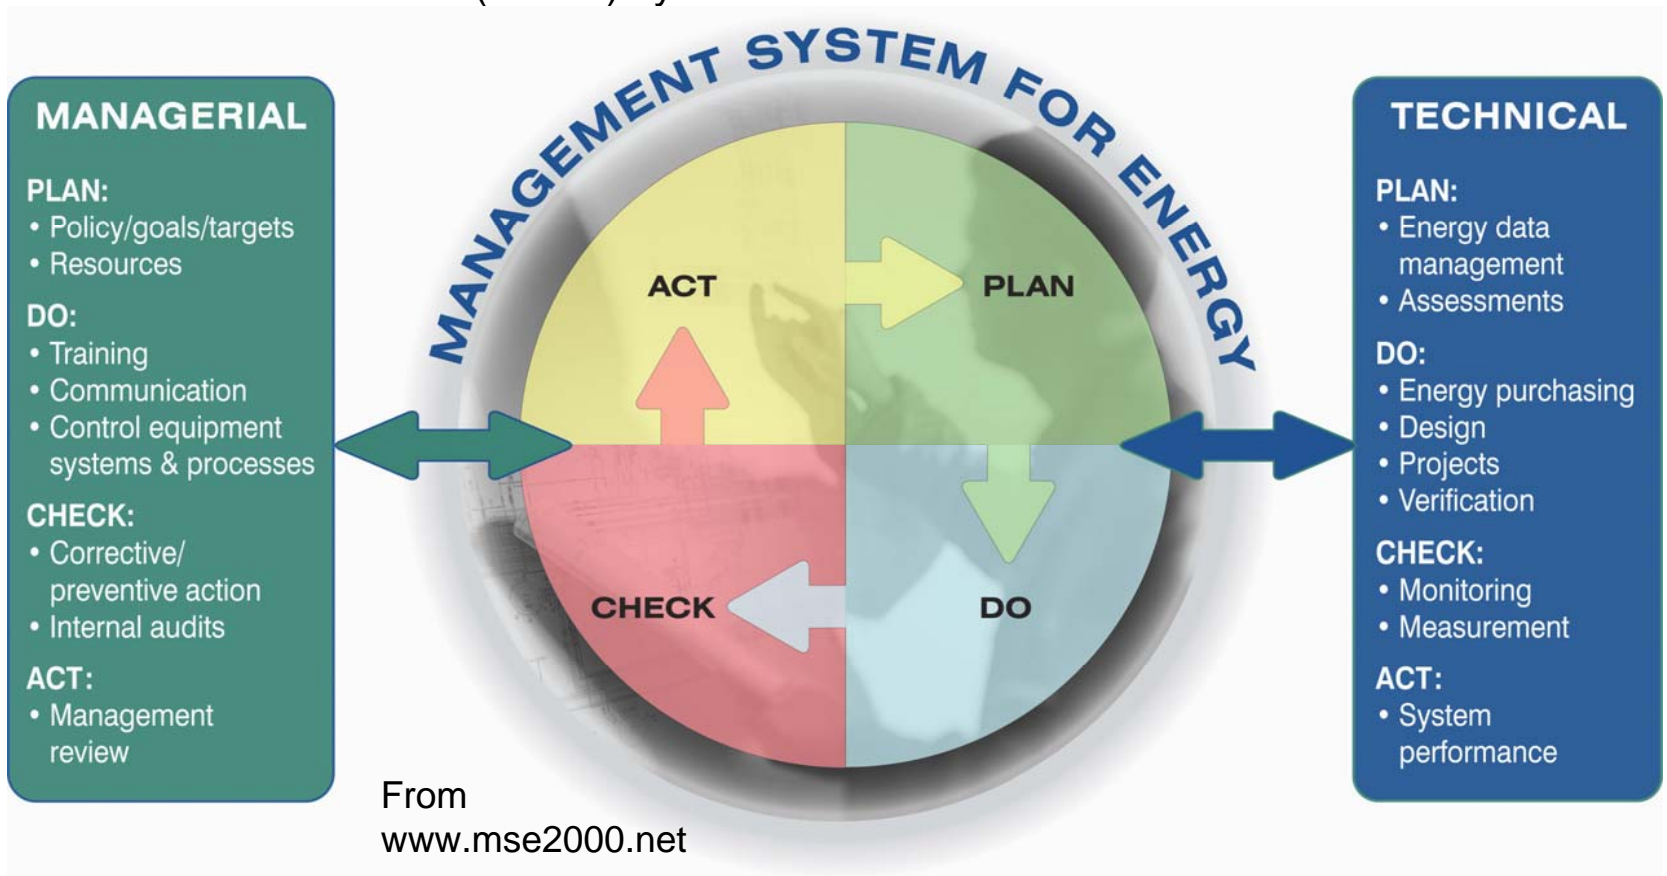 MANAGEMENT SYSTEM FOR ENERGY
MANAGERIAL
PLAN:
• Policy/goals/targets
• Resources
DO:
• Training
• Communication
• Control equipment
systems & processes
CHECK:
• Corrective/
preventive action
• Internal audits
ACT:
• Management
review
ACT
PLAN
CHECK
DO
TECHNICAL
PLAN:
• Energy data
management
• Assessments
DO:
• Energy purchasing
• Design
• Projects
• Verification
CHECK:
• Monitoring
• Measurement
ACT:
• System
performance
From
www.mse2000.net